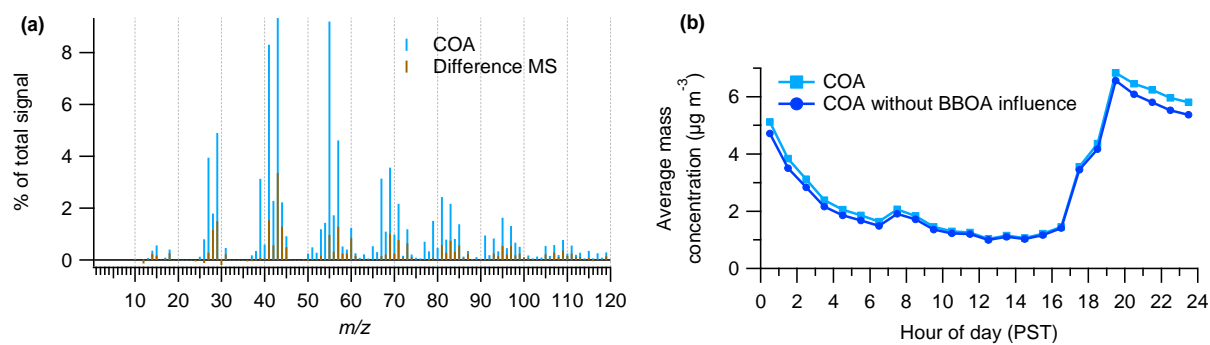 (a)
8
6
4
2
0
% of total signal
COA
Difference MS
10 20 30 40 50 60 70 80 90 100 110 120
m/z
(b)
6
4
2
0
Average mass
concentration (µg m⁻³)
COA
COA without BBOA influence
0 2 4 6 8 10 12 14 16 18 20 22 24
Hour of day (PST)